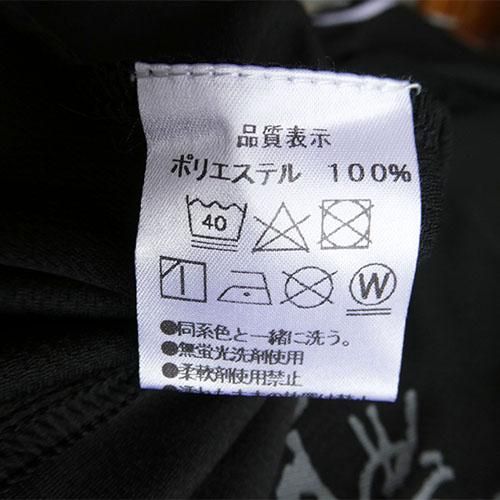 品質表示
ポリエステル 100%
40
W
●同系色と一緒に洗う。
●無蛍光洗剤使用
●柔軟剤使用禁止